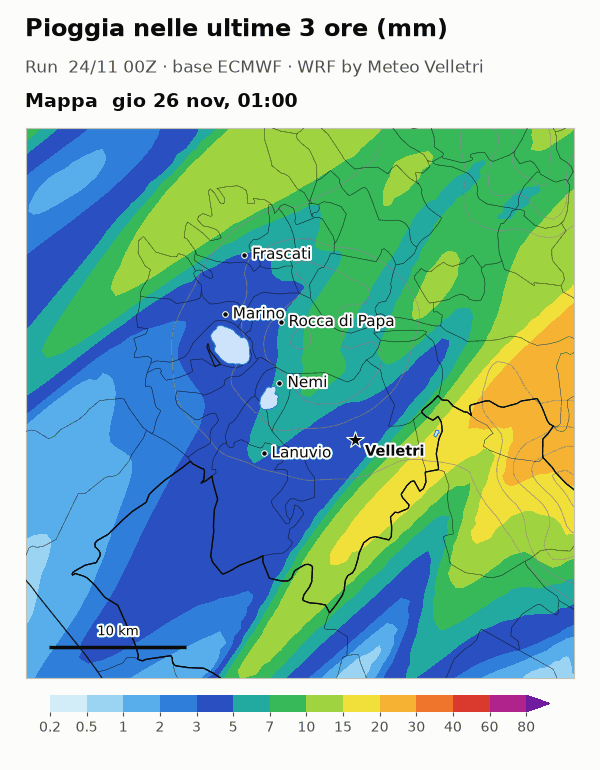 Pioggia nelle ultime 3 ore (mm)
Run 24/11 00Z · base ECMWF · WRF by Meteo Velletri
Mappa gio 26 nov, 01:00
Frascati
Marino
Rocca di Papa
Nemi
Velletri
Lanuvio
10 km
0.2 0.5 1 2 3 5 7 10 15 20 30 40 60 80